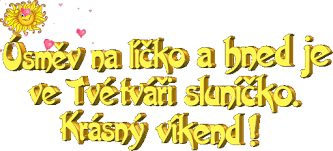 Úsměv na líčko a hned je
ve Tvé tváři sluníčko.
Krásný víkend!